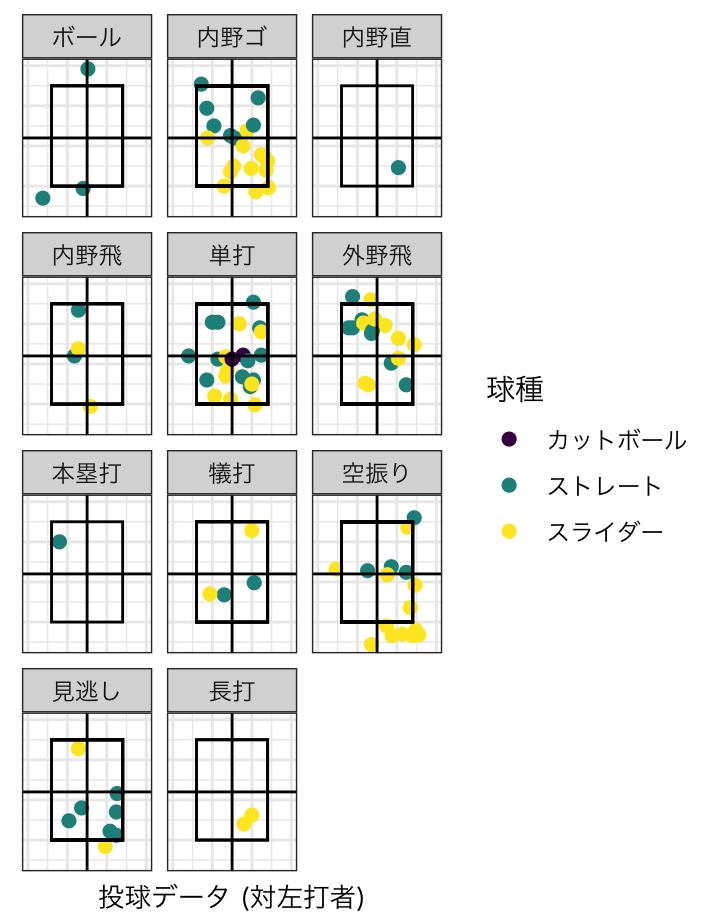 ボール
内野ゴ
内野直
内野飛
単打
外野飛
本塁打
犠打
空振り
見逃し
長打
球種
カットボール
ストレート
スライダー
投球データ (対左打者)